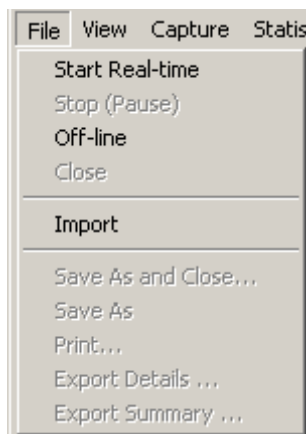 File View Capture Statis
Start Real-time
Stop (Pause)
Off-line
Close
Import
Save As and Close...
Save As
Print...
Export Details ...
Export Summary ...